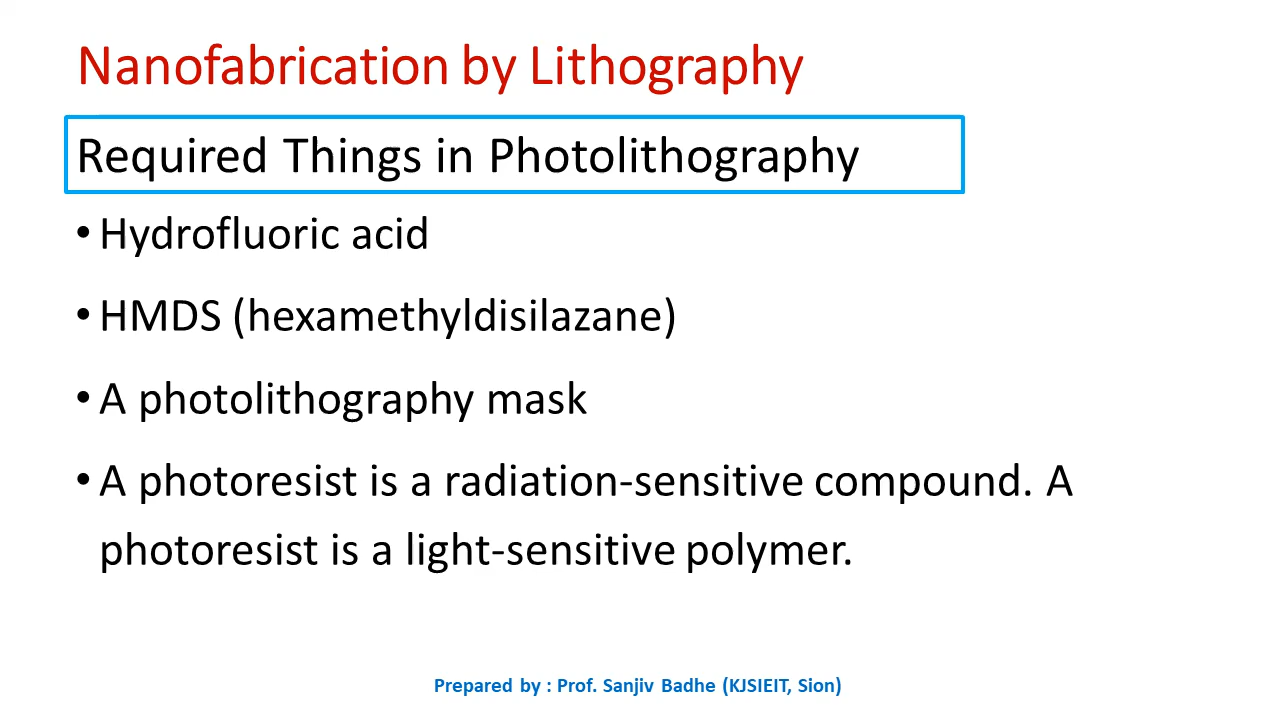 Nanofabrication by Lithography
Required Things in Photolithography
• Hydrofluoric acid
• HMDS (hexamethyldisilazane)
• A photolithography mask
• A photoresist is a radiation-sensitive compound. A
photoresist is a light-sensitive polymer.
Prepared by : Prof. Sanjiv Badhe (KJSIEIT, Sion)